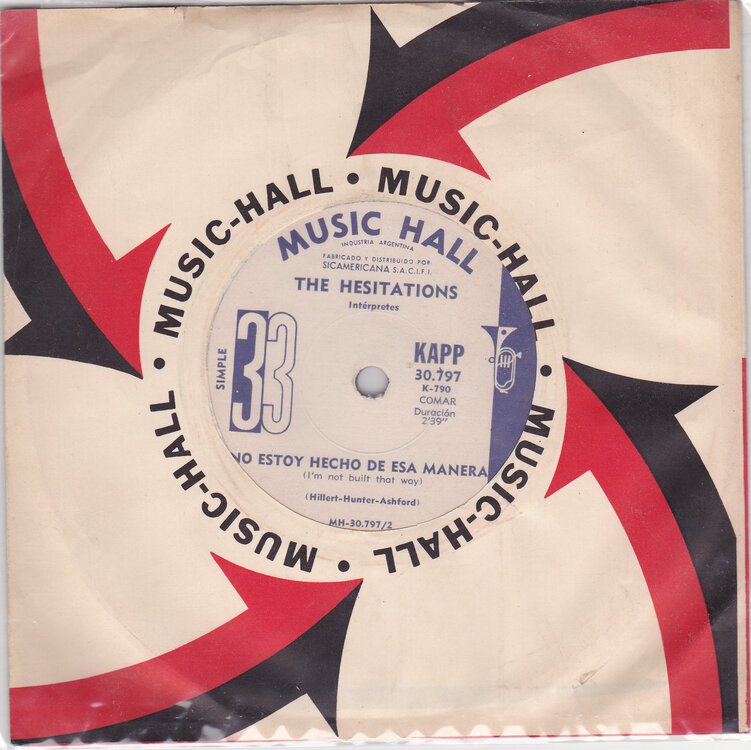 MUSIC-HALL • MUSIC-HALL • MUSIC-HALL • MUSIC-HALL • MUSIC-HALL •
MUSIC HALL
INDUSTRIA ARGENTINA
FABRICADO Y DISTRIBUIDO POR:
SICAMERICANA S.A.C.I.F.I.
THE HESITATIONS
Intérpretes
SIMPLE
33
KAPP
30.797
K-790
COMAR
Duración
2'39"
NO ESTOY HECHO DE ESA MANERA
(I'm not built that way)
(Hillert-Hunter-Ashford)
MH-30.797/2